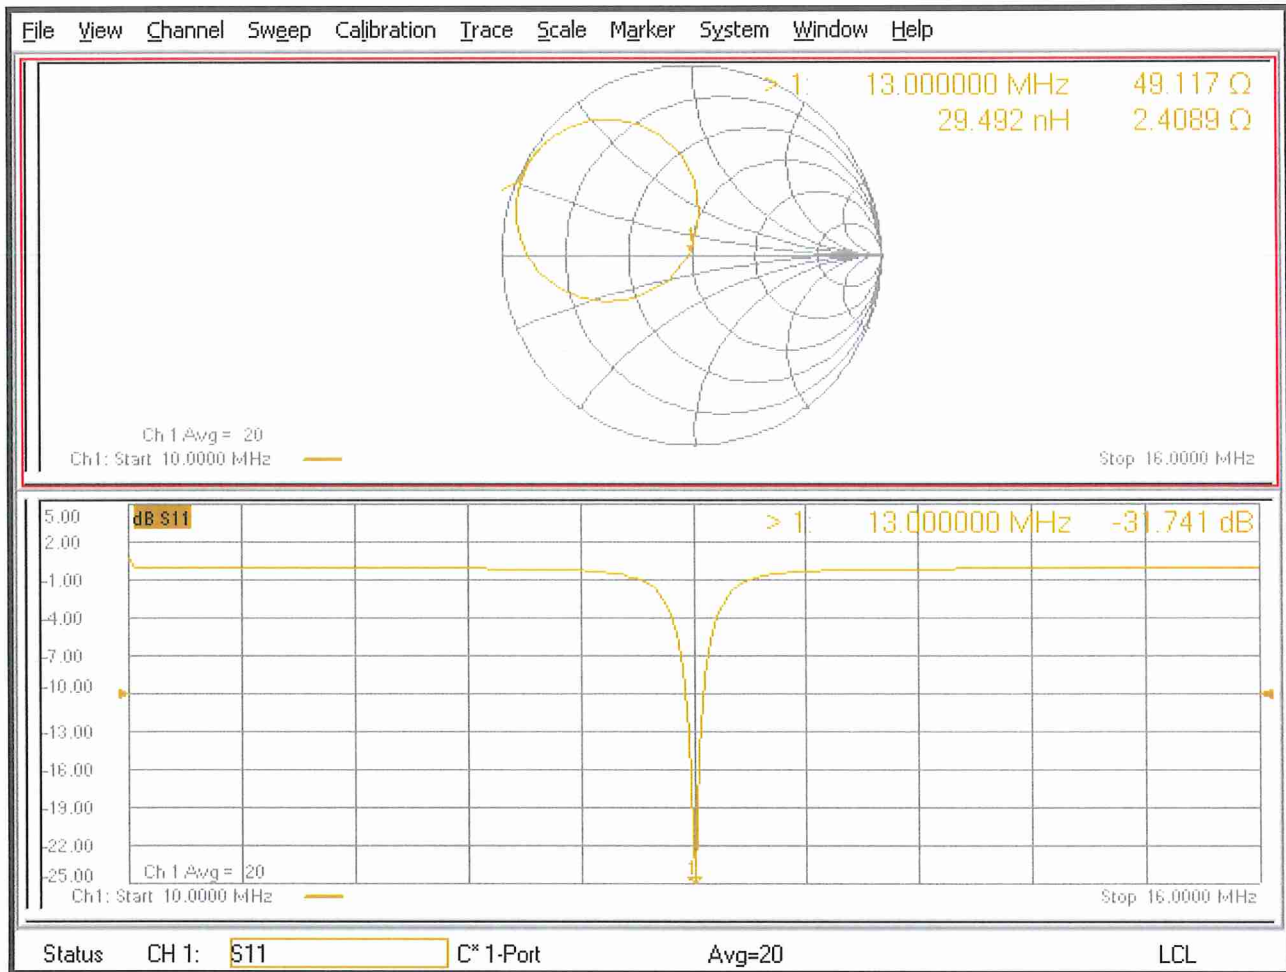 File View Channel Sweep Calibration Trace Scale Marker System Window Help
> 1: 13.000000 MHz 49.117 Ω
29.492 nH 2.4089 Ω
1
Ch 1 Avg = 20
Ch1: Start 10.0000 MHz
Stop 16.0000 MHz
5.00
dB S11
> 1: 13.000000 MHz -31.741 dB
2.00
-1.00
-4.00
-7.00
-10.00
-13.00
-16.00
-19.00
-22.00
-25.00
1
Ch 1 Avg = 20
Ch1: Start 10.0000 MHz
Stop 16.0000 MHz
Status CH 1: S11 C* 1-Port Avg=20 LCL